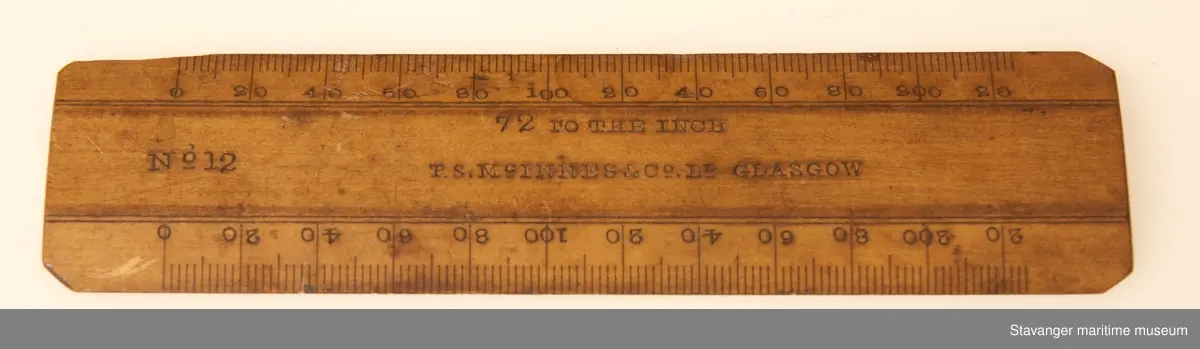 0 20 40 60 80 100 20 40 60 80 200 20
72 TO THE INCH
No 12
T.S. McINNES & Co. LD GLASGOW
0 20 40 60 80 100 20 40 60 80 200 20
Stavanger maritime museum